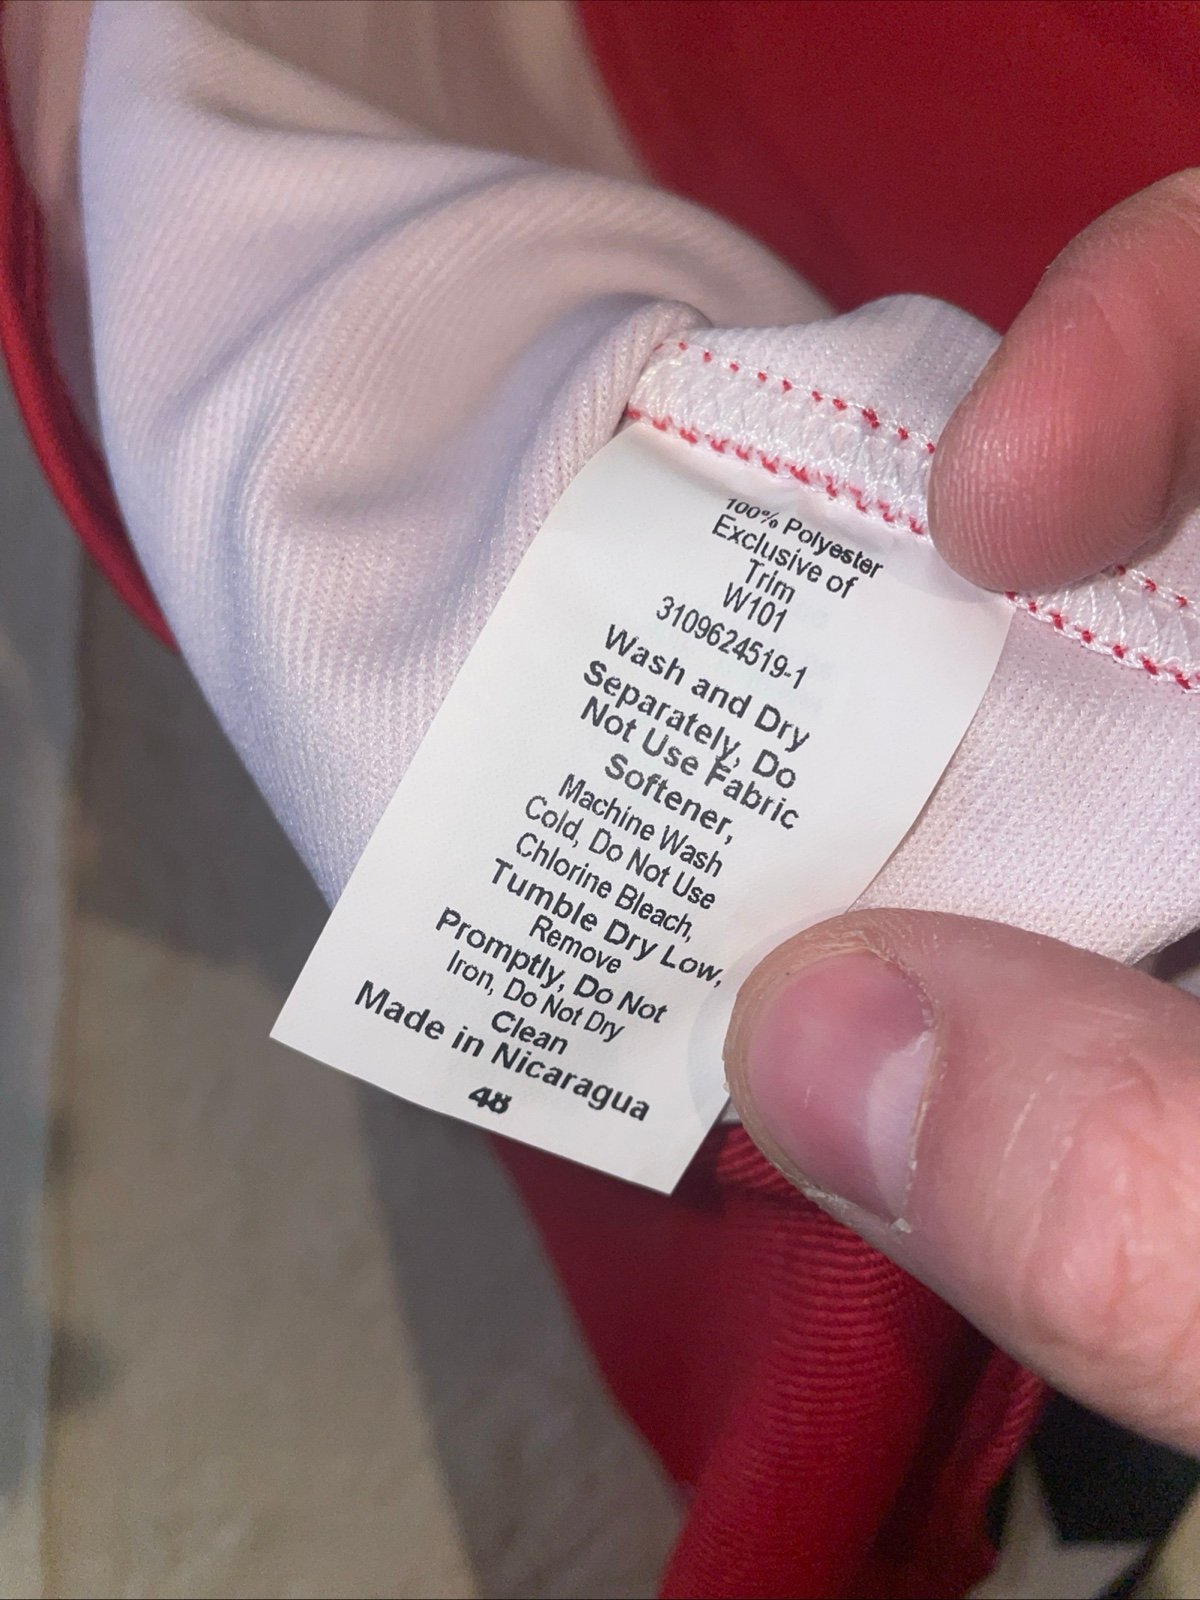 100% Polyester
Exclusive of
Trim
W101
3109624519-1
Wash and Dry
Separately, Do
Not Use Fabric
Softener,
Machine Wash
Cold, Do Not Use
Chlorine Bleach,
Tumble Dry Low,
Remove
Promptly, Do Not
Iron, Do Not Dry
Clean
Made in Nicaragua
48